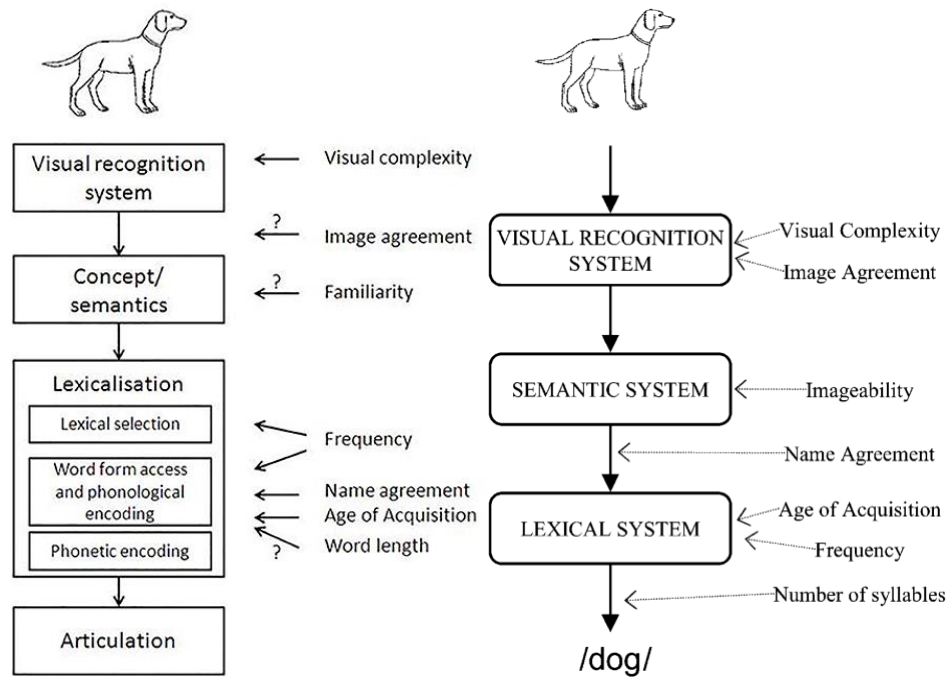 Visual recognition
system
Visual complexity
?
Image agreement
Concept/
semantics
?
Familiarity
Lexicalisation
Lexical selection
Frequency
Word form access
and phonological
encoding
Name agreement
Age of Acquisition
Word length
?
Phonetic encoding
Articulation
VISUAL RECOGNITION
SYSTEM
Visual Complexity
Image Agreement
SEMANTIC SYSTEM
Imageability
Name Agreement
LEXICAL SYSTEM
Age of Acquisition
Frequency
Number of syllables
/dog/